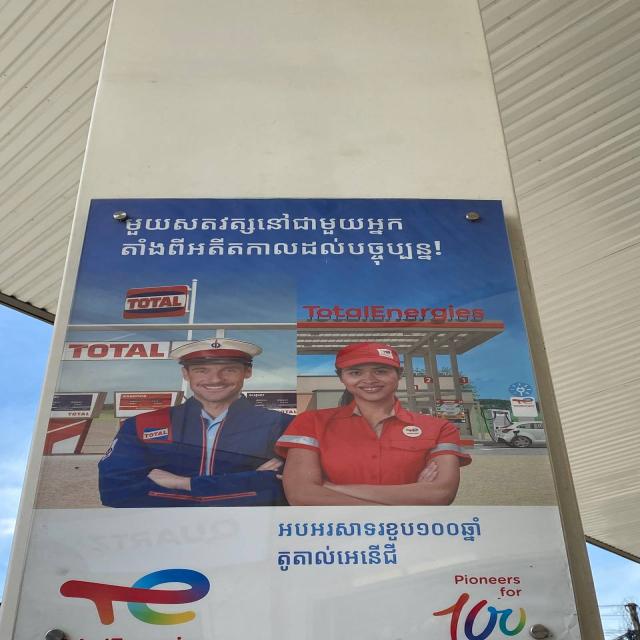 មួយសតវត្សនៅជាមួយអ្នក
តាំងពីអតីតកាលដល់បច្ចុប្បន្ន!
TOTAL
TotalEnergies
TOTAL
TOTAL
អបអរសាទរខួប១០០ឆ្នាំ
តូតាល់អេនើជី
QUARTZ
Pioneers
for
100